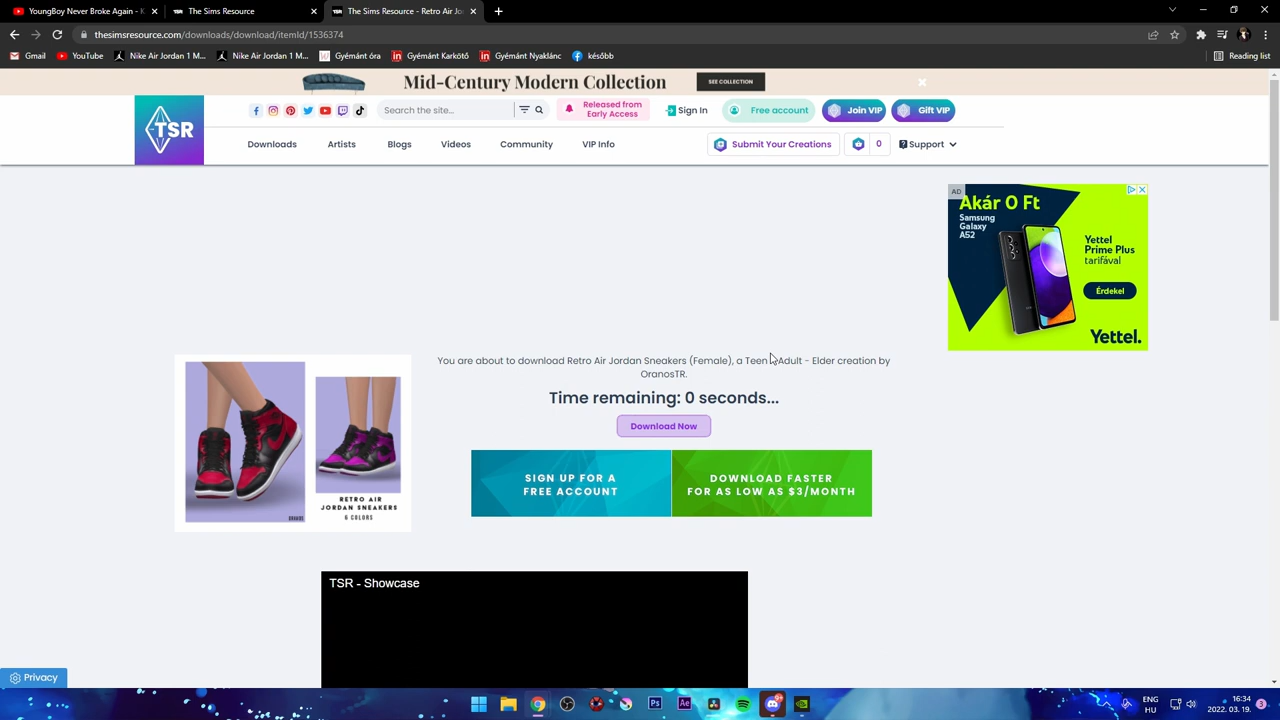 YoungBoy Never Broke Again - K
The Sims Resource
The Sims Resource - Retro Air Jo
thesimsresource.com/downloads/download/itemId/1536374
Gmail
YouTube
Nike Air Jordan 1 M...
Nike Air Jordan 1 M...
Gyémánt óra
Gyémánt Karkötő
Gyémánt Nyaklánc
később
Reading list
Mid-Century Modern Collection
SEE COLLECTION
TSR
Search the site...
Released from
Early Access
Sign In
Free account
Join VIP
Gift VIP
Downloads
Artists
Blogs
Videos
Community
VIP Info
Submit Your Creations
0
Support
AD
Akár 0 Ft
Samsung
Galaxy
A52
Yettel
Prime Plus
tarifával
Érdekel
Yettel.
You are about to download Retro Air Jordan Sneakers (Female), a Teen - Adult - Elder creation by
OranosTR.
Time remaining: 0 seconds...
Download Now
SIGN UP FOR A
FREE ACCOUNT
DOWNLOAD FASTER
FOR AS LOW AS $3/MONTH
RETRO AIR
JORDAN SNEAKERS
6 COLORS
ORANOS
TSR - Showcase
Privacy
Ps
Ae
ENG
HU
16:34
2022. 03. 19.
3